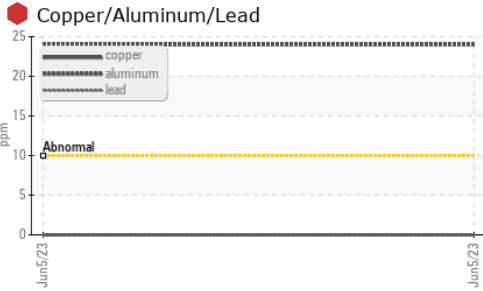 Copper/Aluminum/Lead
25
copper
aluminum
lead
20
15
ppm
Abnormal
10
5
0
Jun5/23
Jun5/23